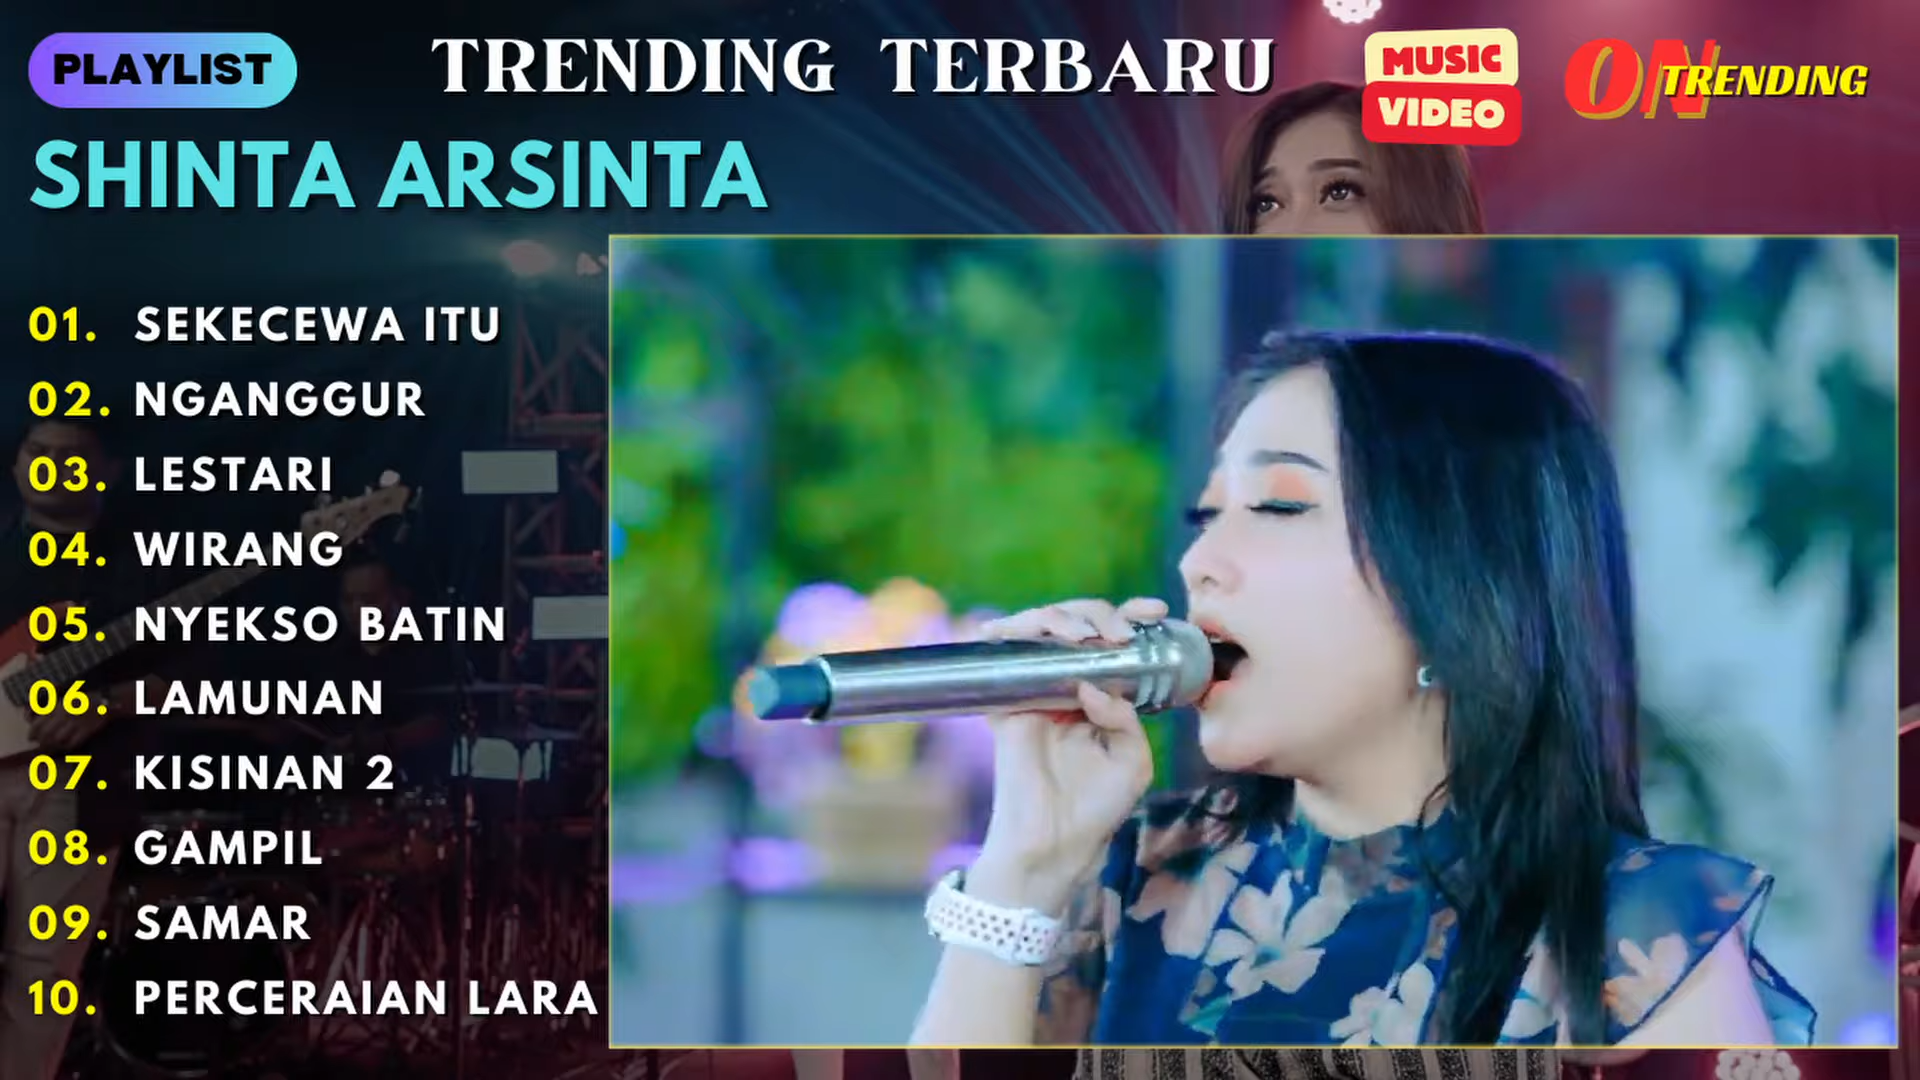 PLAYLIST
TRENDING TERBARU
MUSIC
VIDEO
ON TRENDING
SHINTA ARSINTA
01. SEKECEWA ITU
02. NGANGGUR
03. LESTARI
04. WIRANG
05. NYEKSO BATIN
06. LAMUNAN
07. KISINAN 2
08. GAMPIL
09. SAMAR
10. PERCERAIAN LARA